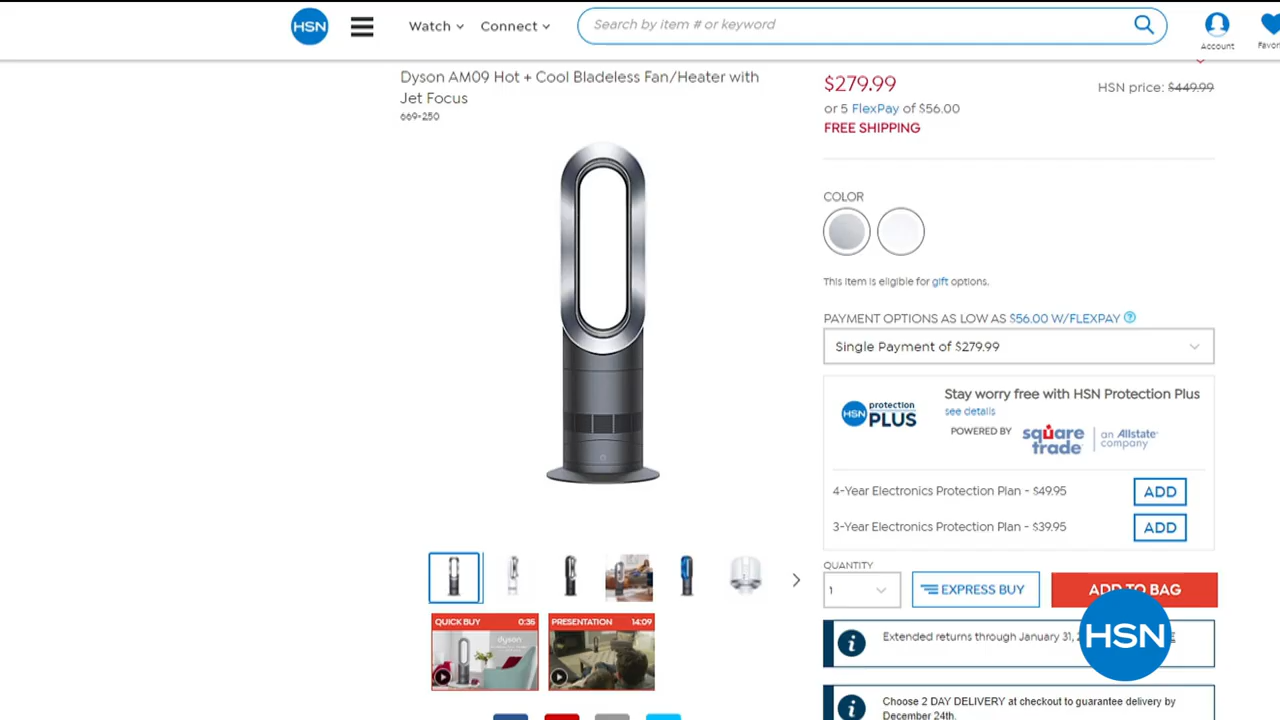 HSN
Watch
Connect
Search by item # or keyword
Account
Dyson AM09 Hot + Cool Bladeless Fan/Heater with
Jet Focus
669-250
$279.99
HSN price: $449.99
or 5 FlexPay of $56.00
FREE SHIPPING
COLOR
This item is eligible for gift options.
PAYMENT OPTIONS AS LOW AS $56.00 W/FLEXPAY ?
Single Payment of $279.99
HSN protection PLUS
Stay worry free with HSN Protection Plus
see details
POWERED BY
square trade
an Allstate company
4-Year Electronics Protection Plan - $49.95
ADD
3-Year Electronics Protection Plan - $39.95
ADD
QUANTITY
1
EXPRESS BUY
ADD TO BAG
QUICK BUY 0:35
dyson
PRESENTATION 14:09
Extended returns through January 31,
HSN
Choose 2 DAY DELIVERY at checkout to guarantee delivery by
December 24th.